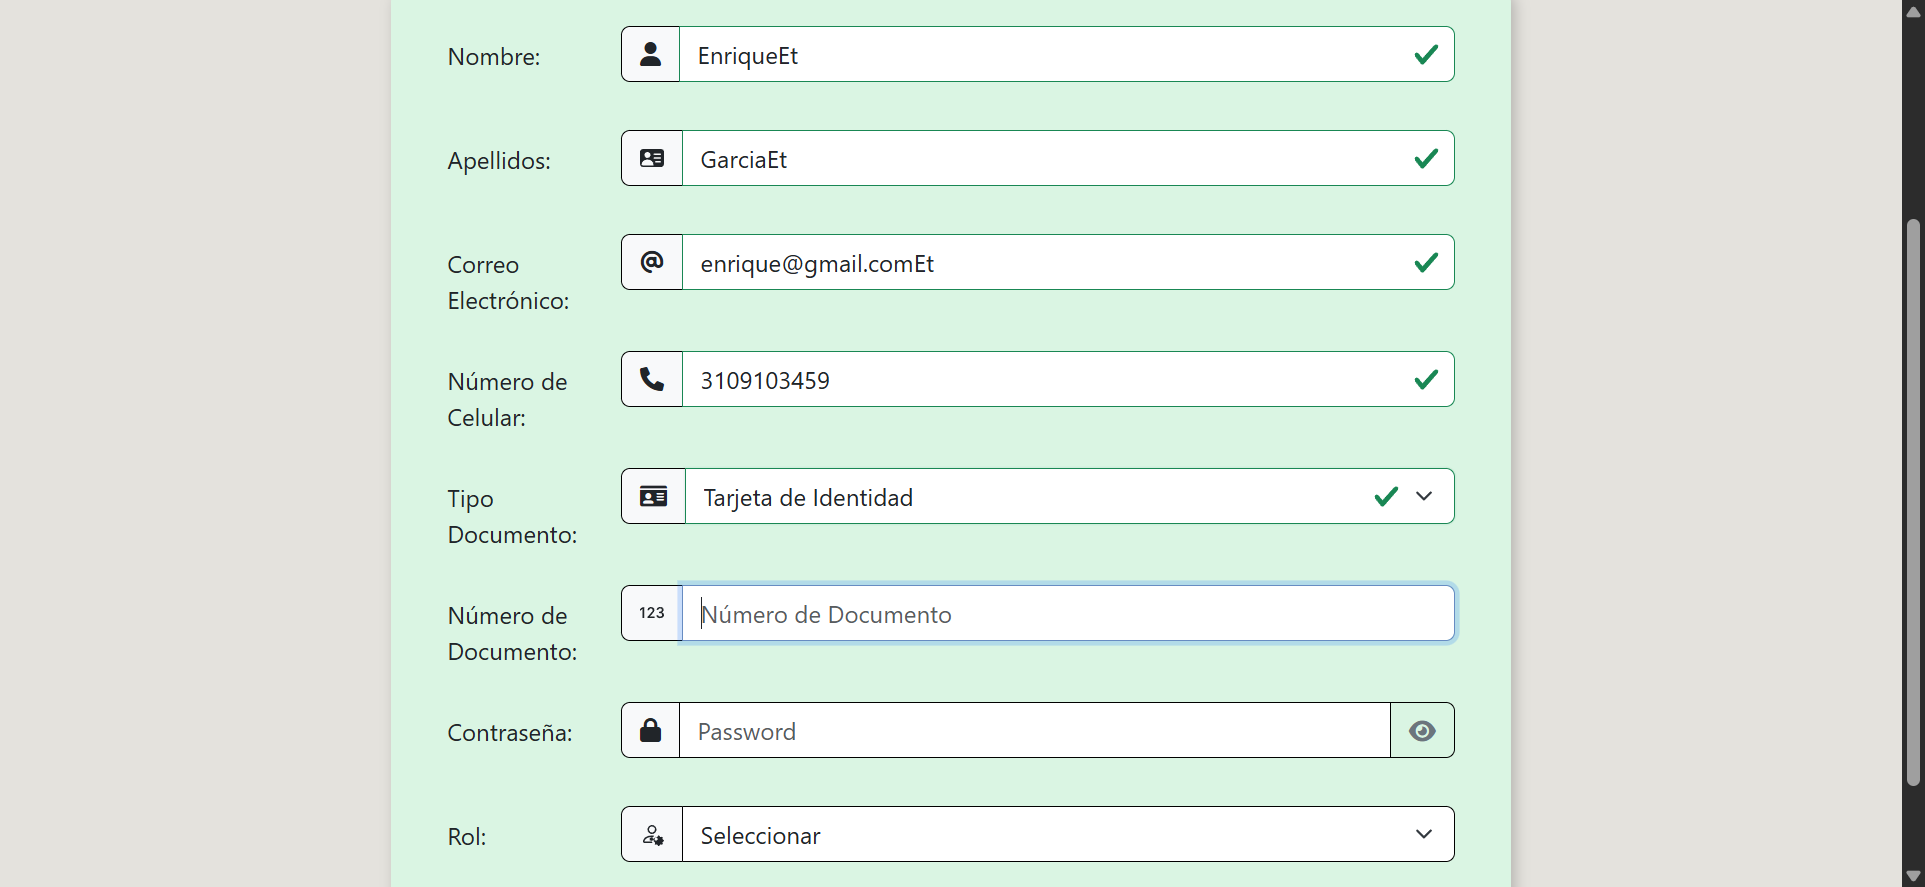 Nombre:
EnriqueEt
Apellidos:
GarciaEt
Correo
Electrónico:
enrique@gmail.comEt
Número de
Celular:
3109103459
Tipo
Documento:
Tarjeta de Identidad
Número de
Documento:
123
Número de Documento
Contraseña:
Password
Rol:
Seleccionar